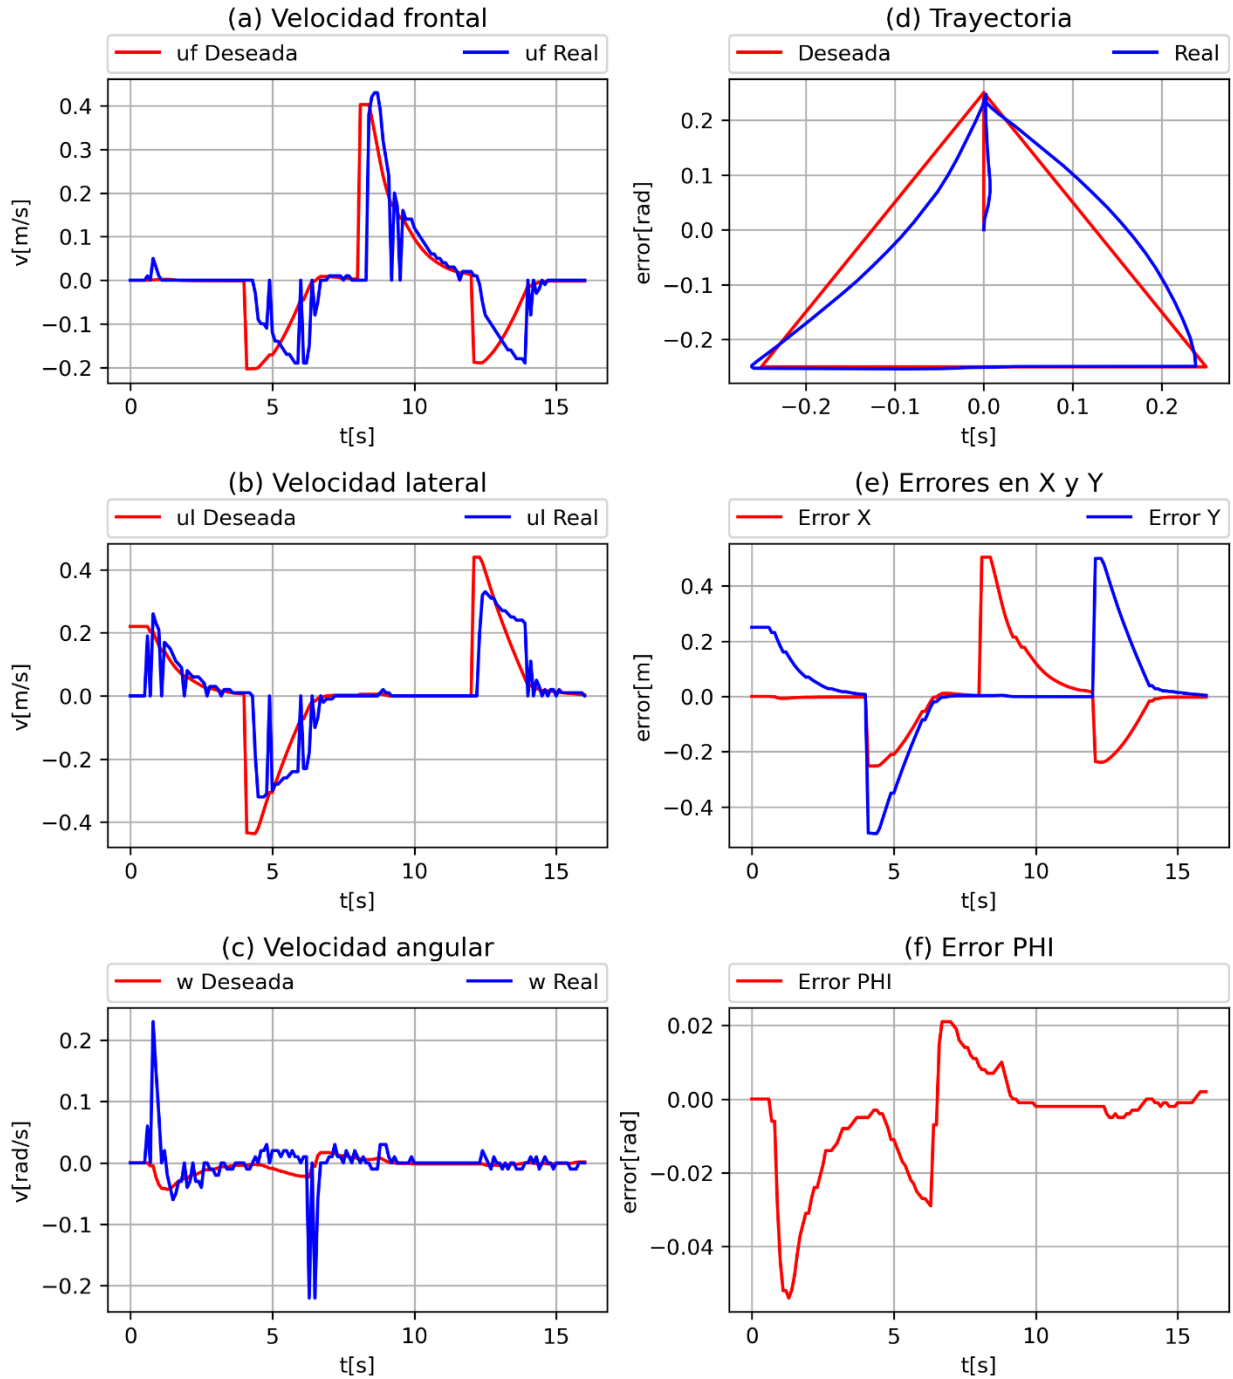 (a) Velocidad frontal
uf Deseada uf Real
0.4
0.3
0.2
0.1
0.0
−0.1
−0.2
v[m/s]
0 5 10 15
t[s]
(d) Trayectoria
Deseada Real
0.2
0.1
0.0
−0.1
−0.2
error[rad]
−0.2 −0.1 0.0 0.1 0.2
t[s]
(b) Velocidad lateral
ul Deseada ul Real
0.4
0.2
0.0
−0.2
−0.4
v[m/s]
0 5 10 15
t[s]
(e) Errores en X y Y
Error X Error Y
0.4
0.2
0.0
−0.2
−0.4
error[m]
0 5 10 15
t[s]
(c) Velocidad angular
w Deseada w Real
0.2
0.1
0.0
−0.1
−0.2
v[rad/s]
0 5 10 15
t[s]
(f) Error PHI
Error PHI
0.02
0.00
−0.02
−0.04
error[rad]
0 5 10 15
t[s]